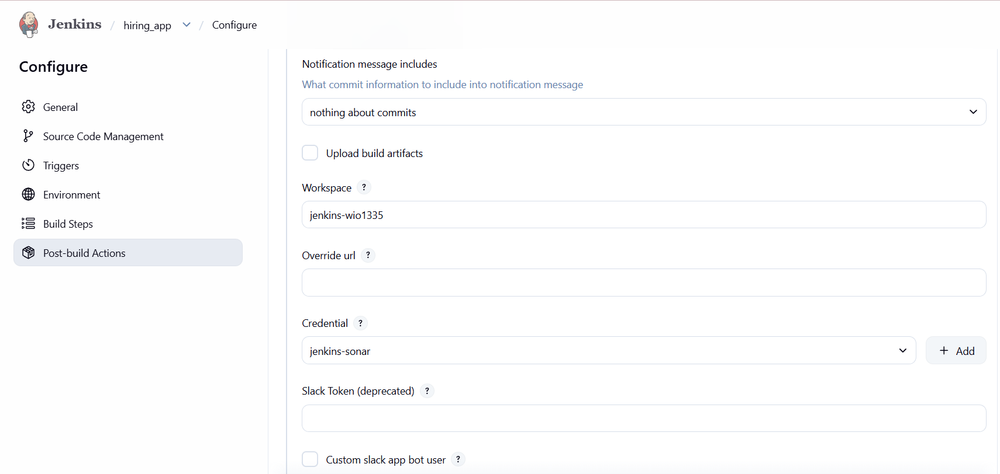 Jenkins / hiring_app / Configure
Configure
General
Source Code Management
Triggers
Environment
Build Steps
Post-build Actions
Notification message includes
What commit information to include into notification message
nothing about commits
Upload build artifacts
Workspace ?
jenkins-wio1335
Override url ?
Credential ?
jenkins-sonar
+ Add
Slack Token (deprecated) ?
Custom slack app bot user ?